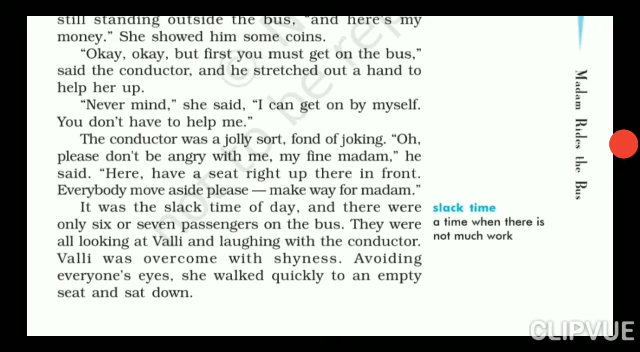 still standing outside the bus, “and here’s my
money.” She showed him some coins.
“Okay, okay, but first you must get on the bus,”
said the conductor, and he stretched out a hand to
help her up.
“Never mind,” she said, “I can get on by myself.
You don’t have to help me.”
The conductor was a jolly sort, fond of joking. “Oh,
please don’t be angry with me, my fine madam,” he
said. “Here, have a seat right up there in front.
Everybody move aside please — make way for madam.”
It was the slack time of day, and there were
only six or seven passengers on the bus. They were
all looking at Valli and laughing with the conductor.
Valli was overcome with shyness. Avoiding
everyone’s eyes, she walked quickly to an empty
seat and sat down.
slack time
a time when there is
not much work
Madam Rides the Bus
not to be rep
© N
CLIPVUE